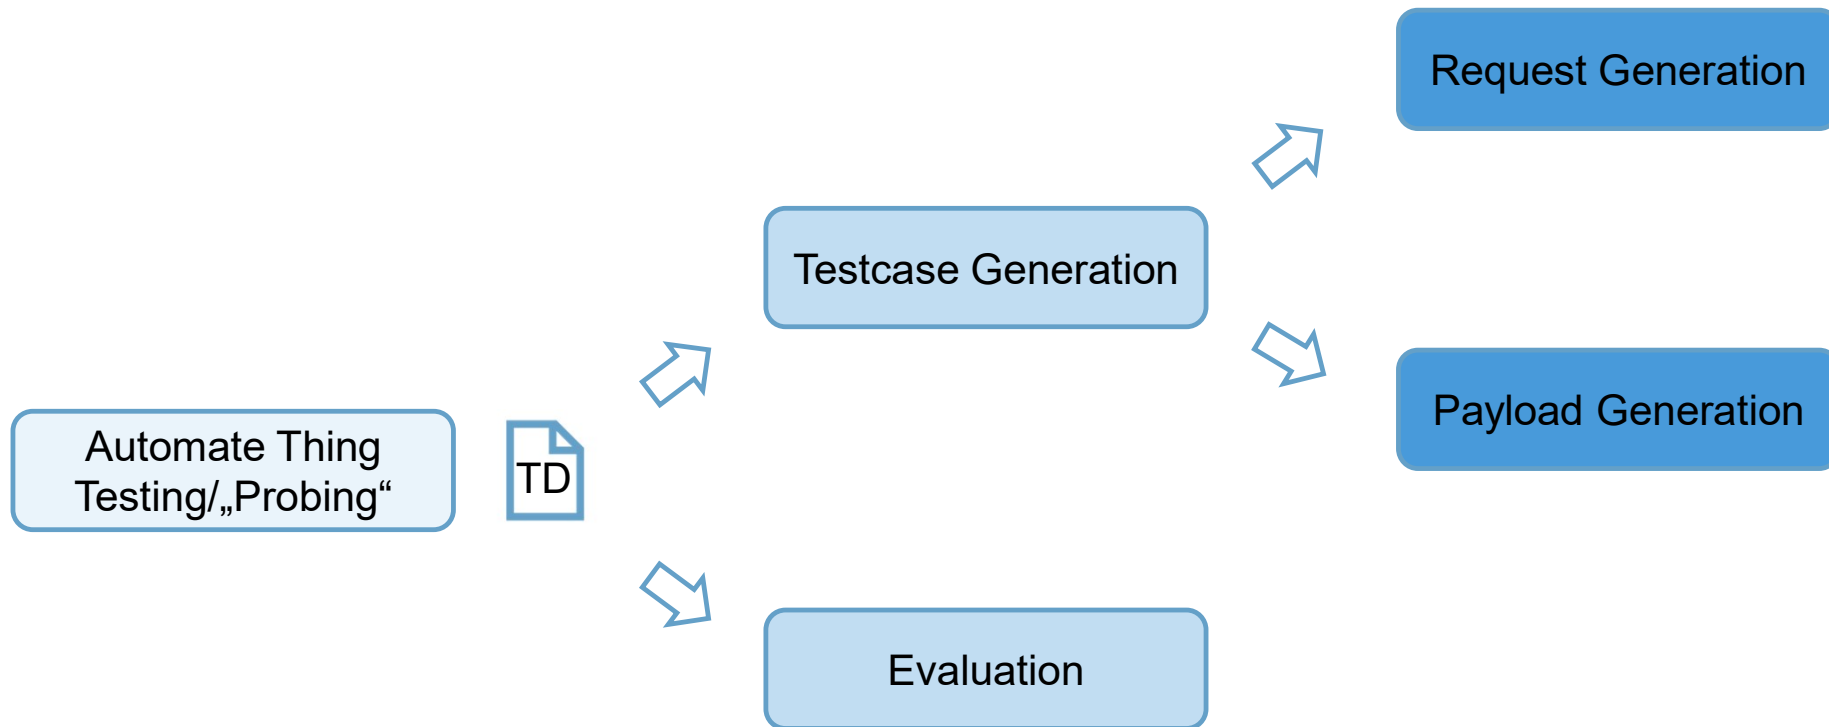 Request Generation
Testcase Generation
Payload Generation
Automate Thing
Testing/„Probing“
TD
Evaluation